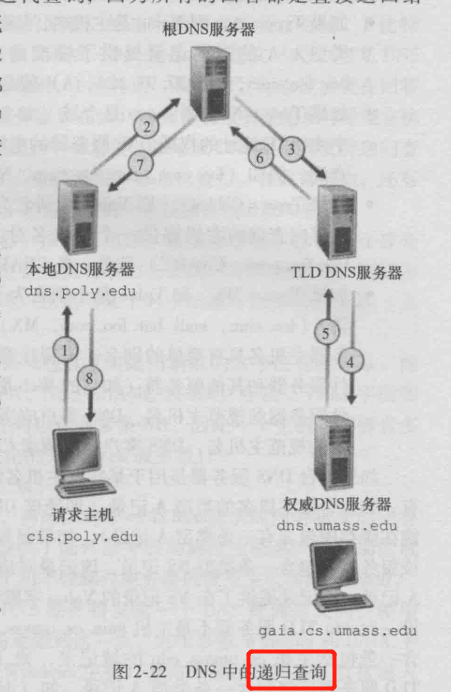 根DNS服务器
2
7
6
3
本地DNS服务器
dns.poly.edu
TLD DNS服务器
1
8
5
4
请求主机
cis.poly.edu
权威DNS服务器
dns.umass.edu
gaia.cs.umass.edu
图2-22 DNS中的递归查询